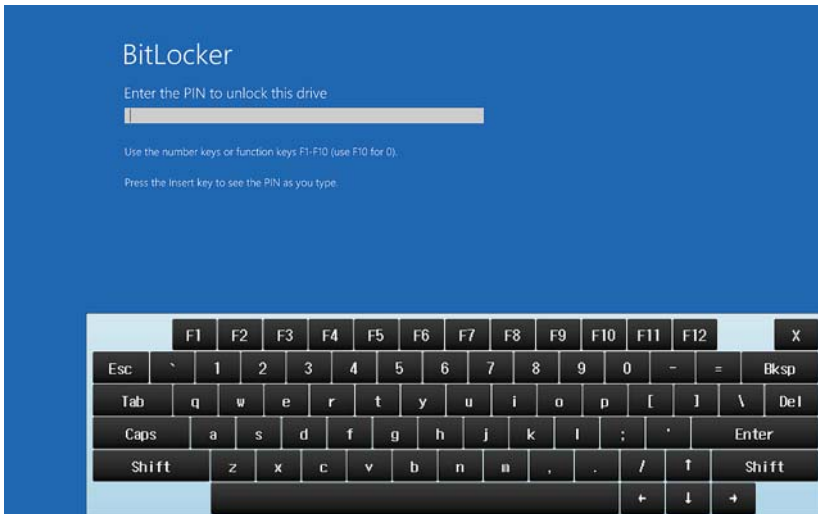 BitLocker
Enter the PIN to unlock this drive
Use the number keys or function keys F1-F10 (use F10 for 0).
Press the Insert key to see the PIN as you type.
F1 F2 F3 F4 F5 F6 F7 F8 F9 F10 F11 F12 X
Esc ` 1 2 3 4 5 6 7 8 9 0 - = Bksp
Tab q w e r t y u i o p [ ] \ Del
Caps a s d f g h j k l ; ' Enter
Shift z x c v b n m , . / ↑ Shift
← ↓ →